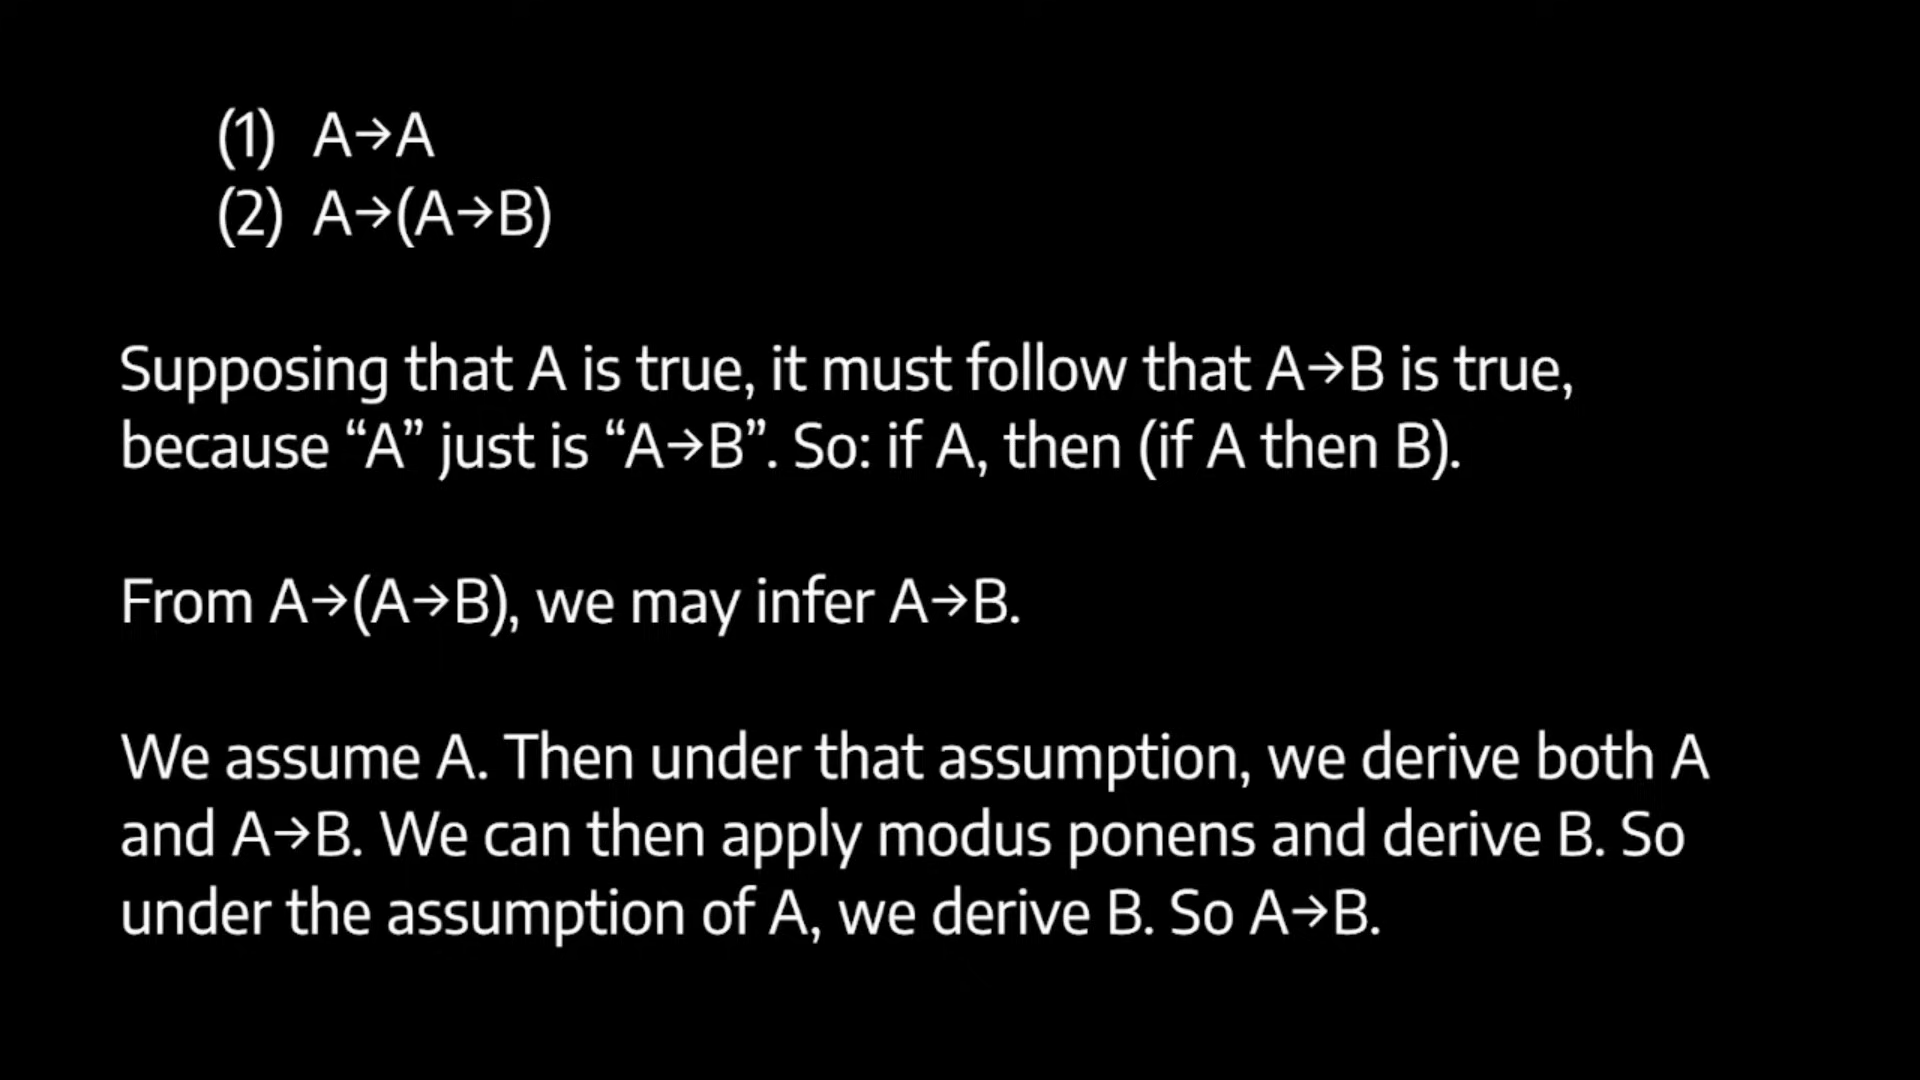 (1) A→A
(2) A→(A→B)
Supposing that A is true, it must follow that A→B is true,
because “A” just is “A→B”. So: if A, then (if A then B).
From A→(A→B), we may infer A→B.
We assume A. Then under that assumption, we derive both A
and A→B. We can then apply modus ponens and derive B. So
under the assumption of A, we derive B. So A→B.